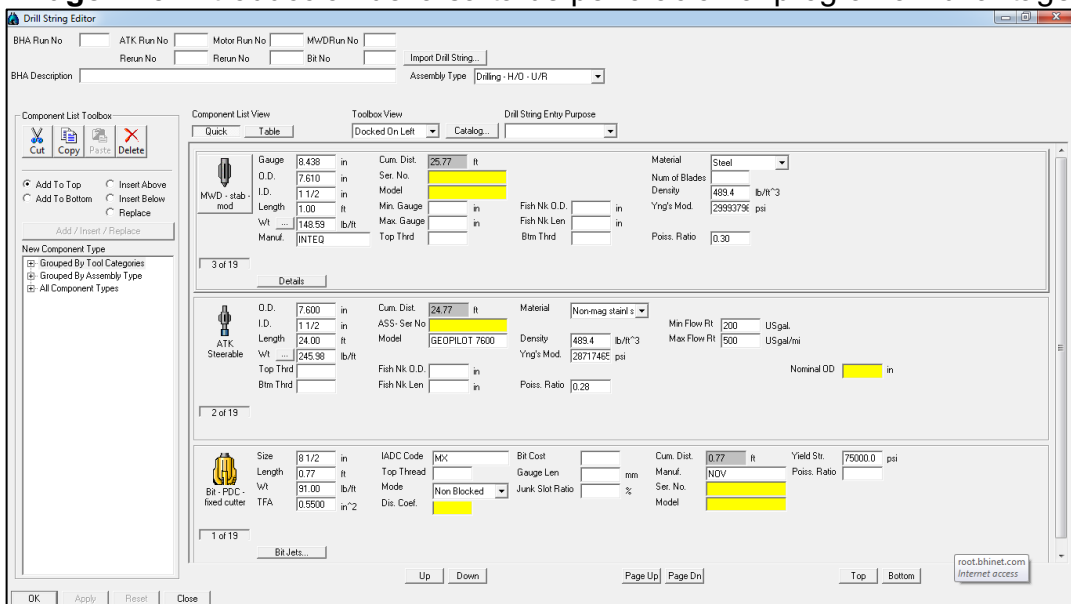 Drill String Editor
BHA Run No ATK Run No Motor Run No MWDRun No
Rerun No Rerun No Bit No Import Drill String...
BHA Description Assembly Type Drilling - H/O - U/R
Component List Toolbox
Cut Copy Paste Delete
Add To Top Insert Above
Add To Bottom Insert Below
Replace
Add / Insert / Replace
New Component Type
Grouped By Tool Categories
Grouped By Assembly Type
All Component Types
Component List View Toolbox View Drill String Entry Purpose
Quick Table Docked On Left Catalog...
MWD - stab - mod
Gauge 8.438 in Cum. Dist. 25.77 ft Material Steel
O.D. 7.610 in Ser. No. Num of Blades
I.D. 1 1/2 in Model Density 489.4 lb/ft^3
Length 1.00 ft Min. Gauge in Fish Nk O.D. in Yng's Mod. 29993796 psi
Wt ... 148.59 lb/ft Max. Gauge in Fish Nk Len in
Manuf. INTEQ Top Thrd Btm Thrd Poiss. Ratio 0.30
3 of 19
Details
ATK Steerable
O.D. 7.600 in Cum. Dist. 24.77 ft Material Non-mag stainl s
I.D. 1 1/2 in ASS- Ser No Min Flow Rt 200 USgal.
Length 24.00 ft Model GEOPILOT 7600 Density 489.4 lb/ft^3 Max Flow Rt 500 USgal/mi
Wt ... 245.98 lb/ft Yng's Mod. 28717465 psi
Top Thrd Fish Nk O.D. in Nominal OD in
Btm Thrd Fish Nk Len in Poiss. Ratio 0.28
2 of 19
Bit - PDC - fixed cutter
Size 8 1/2 in IADC Code MX Bit Cost Cum. Dist. 0.77 ft Yield Str. 75000.0 psi
Length 0.77 ft Top Thread Gauge Len mm Manuf. NOV Poiss. Ratio
Wt 91.00 lb/ft Mode Non Blocked Junk Slot Ratio % Ser. No.
TFA 0.5500 in^2 Dis. Coef. Model
1 of 19
Bit Jets...
Up Down Page Up Page Dn Top Bottom
root.bhinet.com
Internet access
OK Apply Reset Close